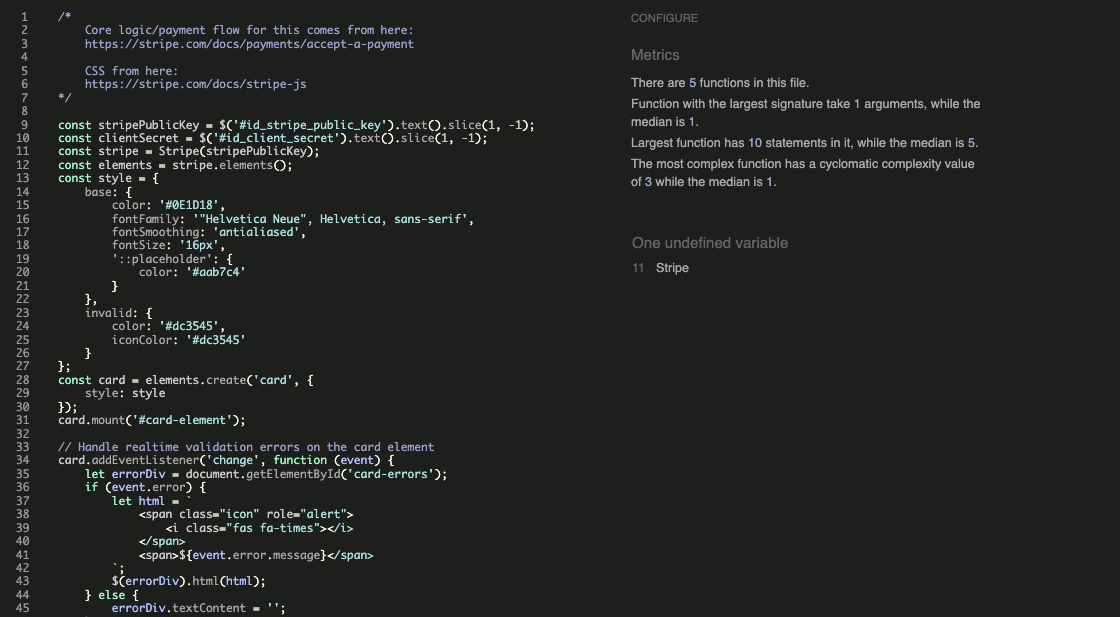 1 /*
2 Core logic/payment flow for this comes from here:
3 https://stripe.com/docs/payments/accept-a-payment
4
5 CSS from here:
6 https://stripe.com/docs/stripe-js
7 */
8
9 const stripePublicKey = $('#id_stripe_public_key').text().slice(1, -1);
10 const clientSecret = $('#id_client_secret').text().slice(1, -1);
11 const stripe = Stripe(stripePublicKey);
12 const elements = stripe.elements();
13 const style = {
14 base: {
15 color: '#0E1D18',
16 fontFamily: '"Helvetica Neue", Helvetica, sans-serif',
17 fontSmoothing: 'antialiased',
18 fontSize: '16px',
19 '::placeholder': {
20 color: '#aab7c4'
21 }
22 },
23 invalid: {
24 color: '#dc3545',
25 iconColor: '#dc3545'
26 }
27 };
28 const card = elements.create('card', {
29 style: style
30 });
31 card.mount('#card-element');
32
33 // Handle realtime validation errors on the card element
34 card.addEventListener('change', function (event) {
35 let errorDiv = document.getElementById('card-errors');
36 if (event.error) {
37 let html = `
38 <span class="icon" role="alert">
39 <i class="fas fa-times"></i>
40 </span>
41 <span>${event.error.message}</span>
42 `;
43 $(errorDiv).html(html);
44 } else {
45 errorDiv.textContent = '';
CONFIGURE
Metrics
There are 5 functions in this file.
Function with the largest signature take 1 arguments, while the
median is 1.
Largest function has 10 statements in it, while the median is 5.
The most complex function has a cyclomatic complexity value
of 3 while the median is 1.
One undefined variable
11 Stripe